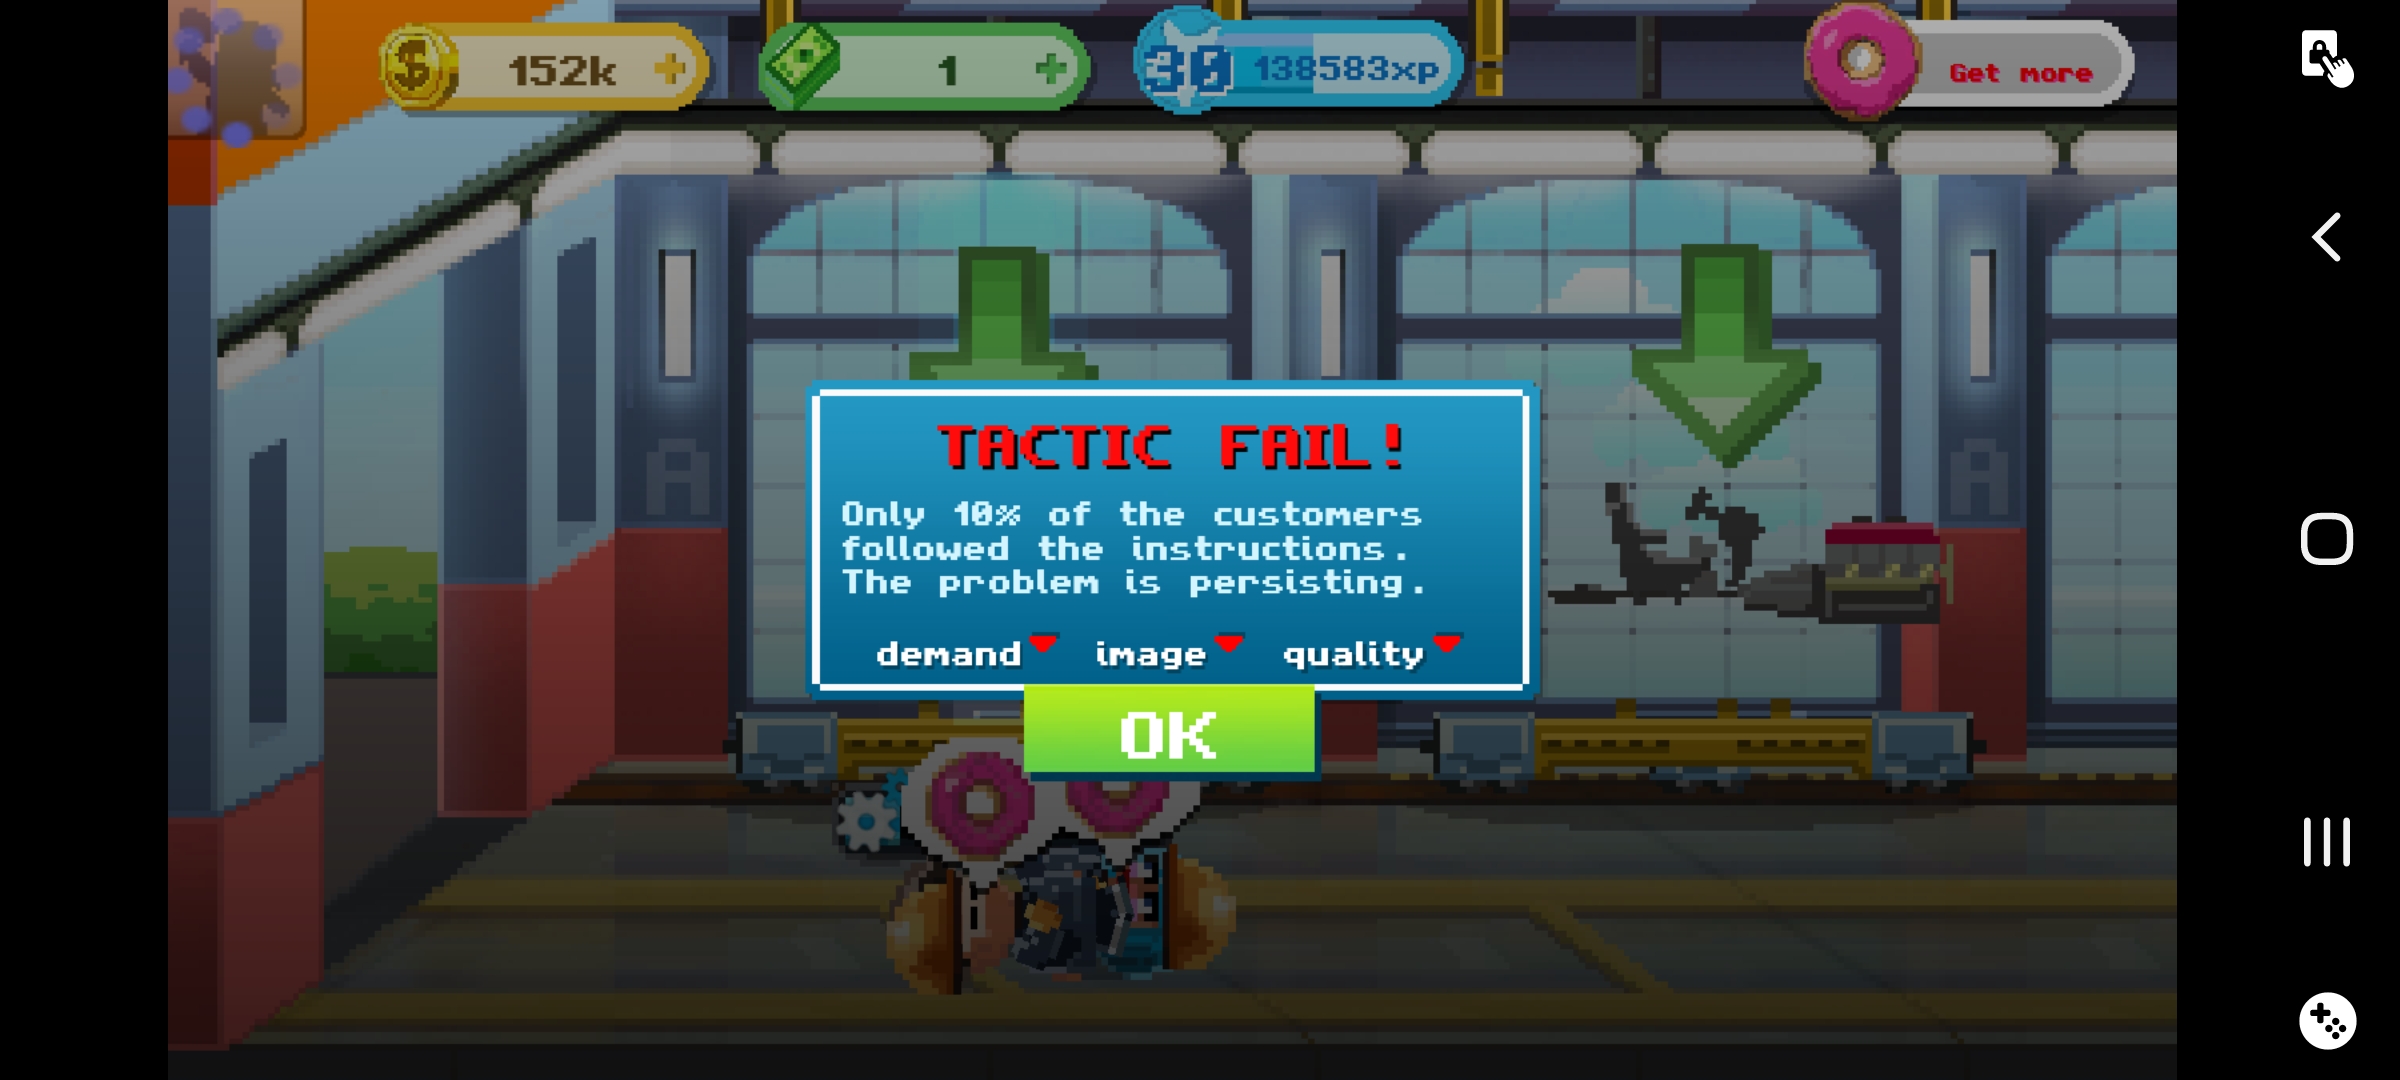 152k
1
30
138583xp
Get more
A
A
TACTIC FAIL!
Only 10% of the customers
followed the instructions.
The problem is persisting.
demand image quality
OK